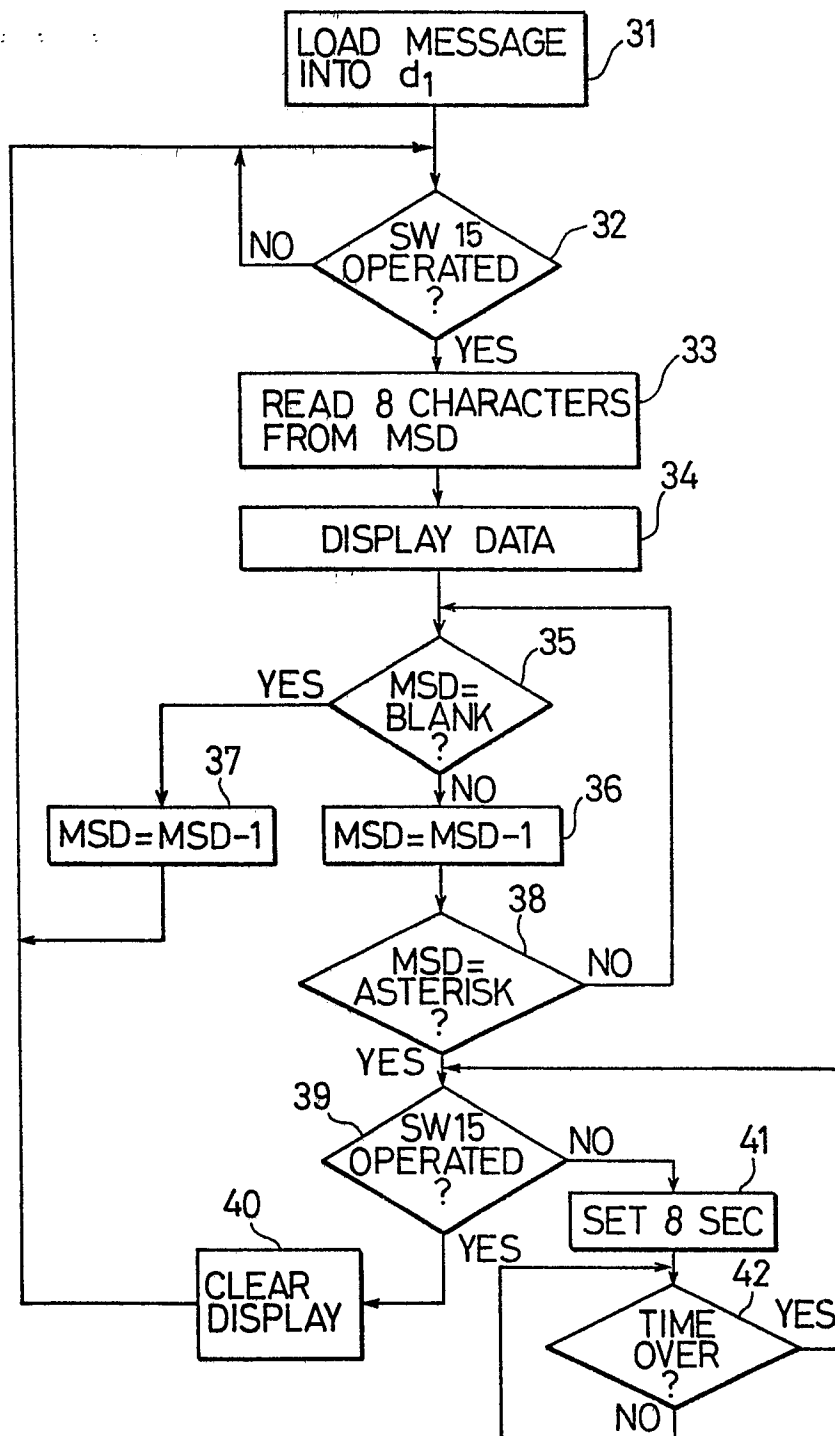 LOAD MESSAGE
INTO d1
31
NO
SW 15
OPERATED
?
32
YES
33
READ 8 CHARACTERS
FROM MSD
34
DISPLAY DATA
35
YES
MSD=
BLANK
?
37
NO
36
MSD=MSD-1
MSD=MSD-1
38
MSD=
ASTERISK
?
NO
YES
39
SW15
OPERATED
?
NO
41
SET 8 SEC
40
YES
CLEAR
DISPLAY
42
TIME
OVER
?
YES
NO